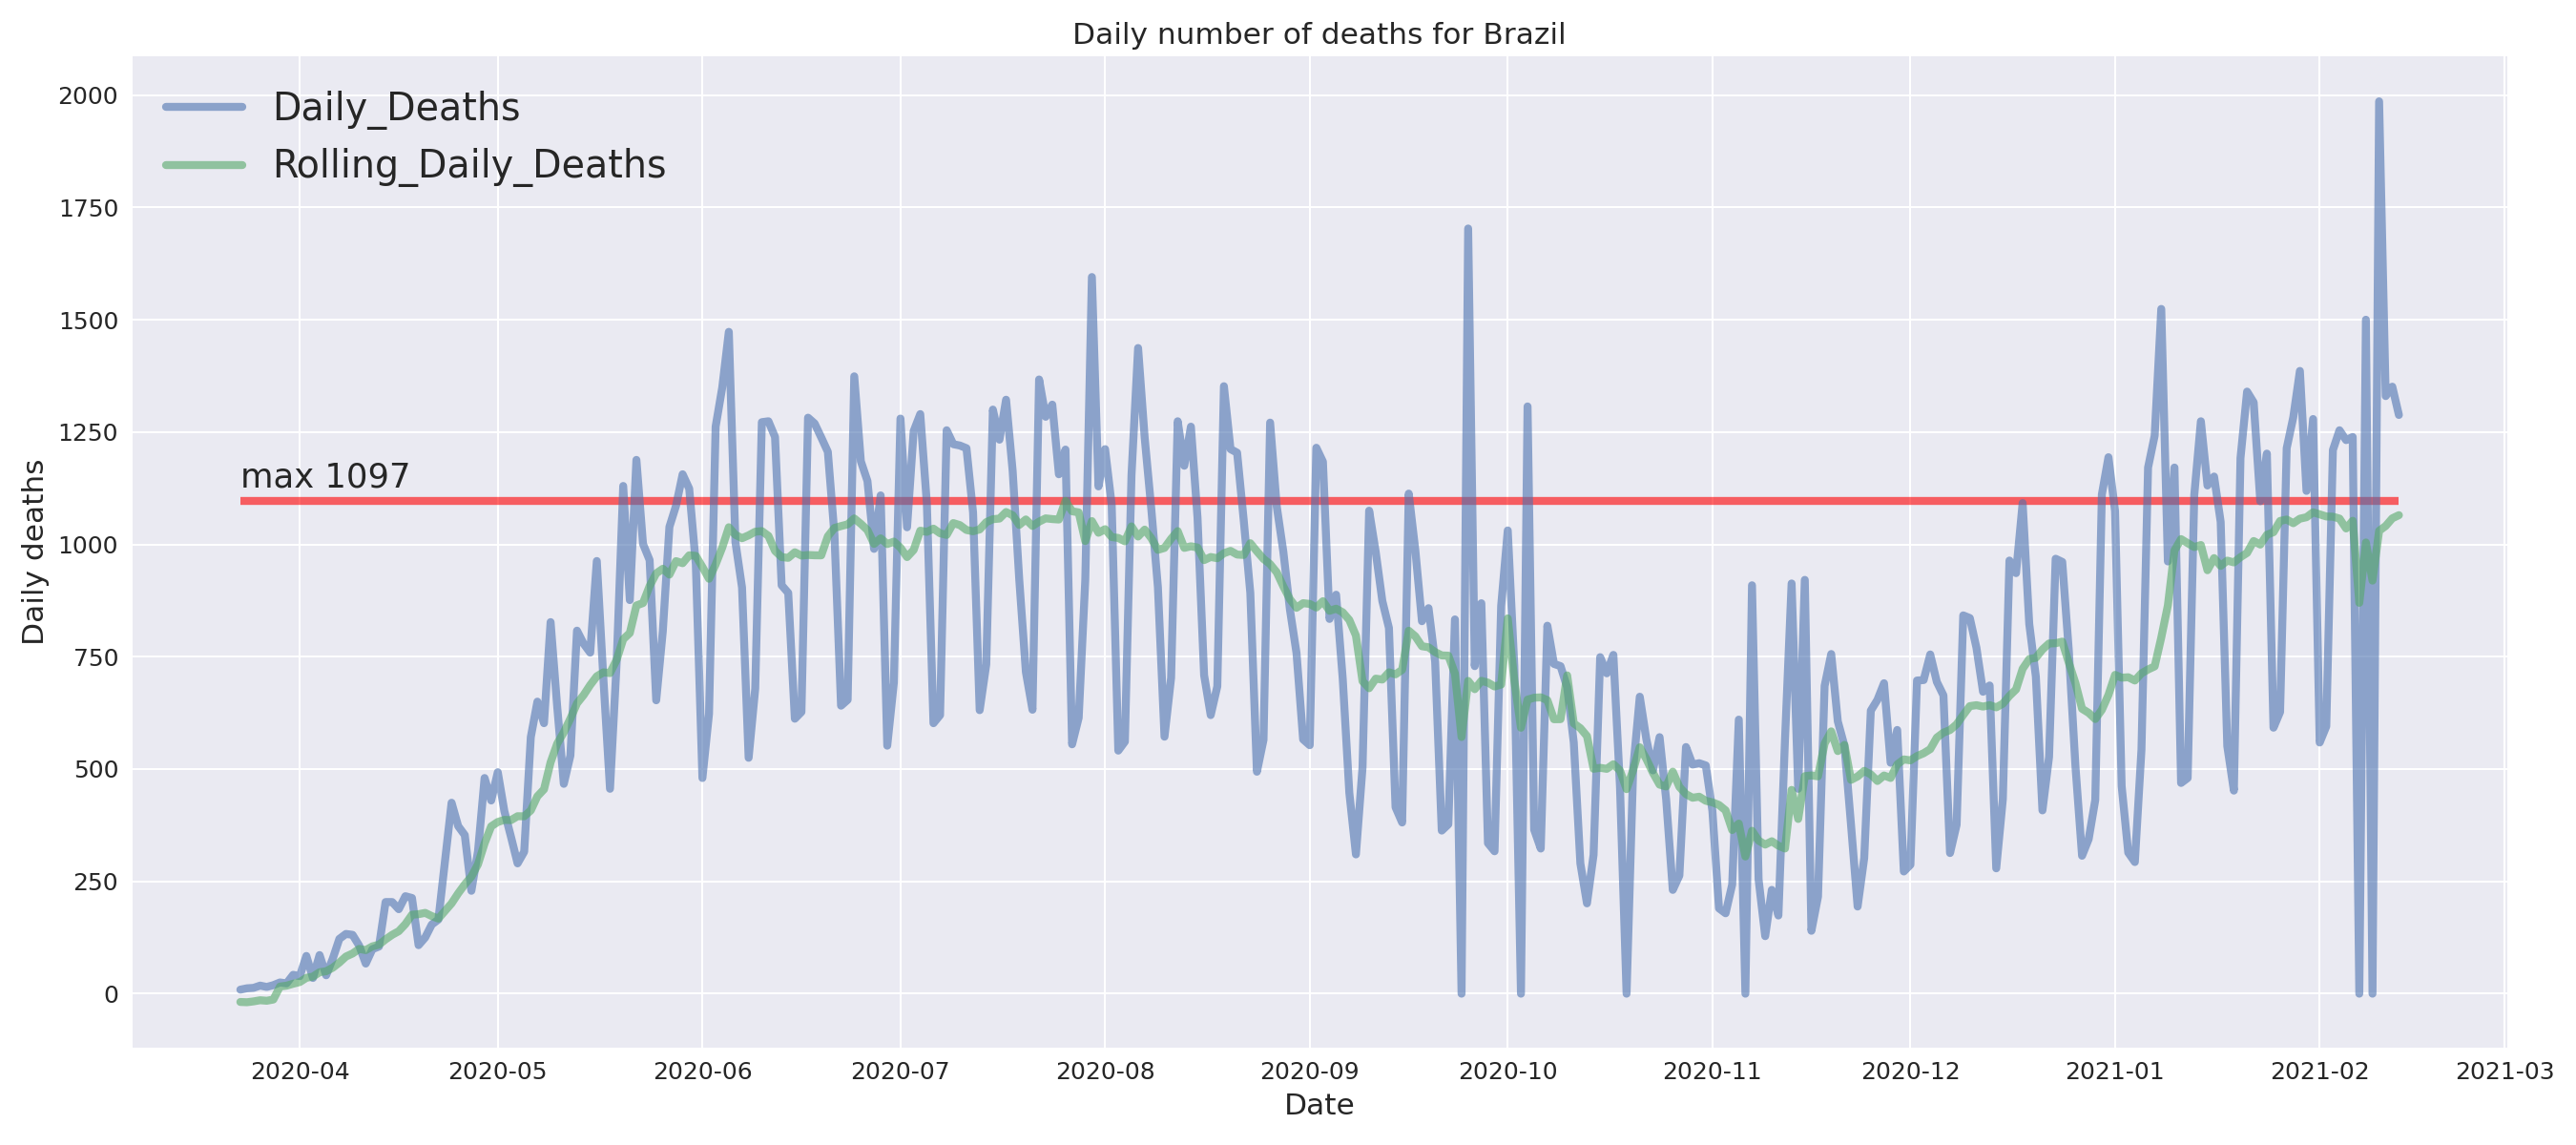 Daily number of deaths for Brazil
Daily_Deaths
Rolling_Daily_Deaths
max 1097
Daily deaths
2000
1750
1500
1250
1000
750
500
250
0
2020-04 2020-05 2020-06 2020-07 2020-08 2020-09 2020-10 2020-11 2020-12 2021-01 2021-02 2021-03
Date